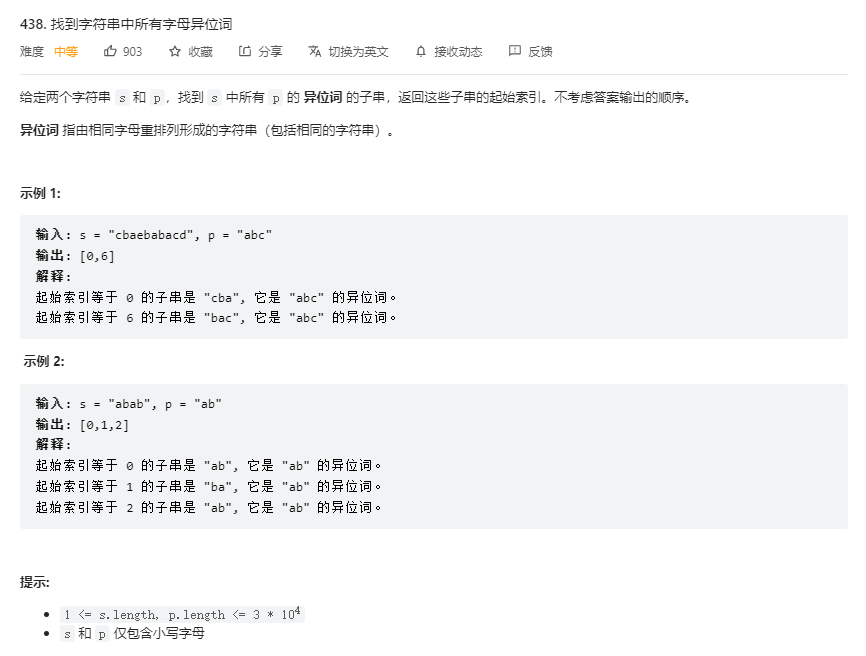 438. 找到字符串中所有字母异位词
难度 中等 903 收藏 分享 切换为英文 接收动态 反馈
给定两个字符串 s 和 p，找到 s 中所有 p 的 异位词 的子串，返回这些子串的起始索引。不考虑答案输出的顺序。
异位词 指由相同字母重排列形成的字符串（包括相同的字符串）。
示例 1:
输入: s = "cbaebabacd", p = "abc"
输出: [0,6]
解释:
起始索引等于 0 的子串是 "cba", 它是 "abc" 的异位词。
起始索引等于 6 的子串是 "bac", 它是 "abc" 的异位词。
示例 2:
输入: s = "abab", p = "ab"
输出: [0,1,2]
解释:
起始索引等于 0 的子串是 "ab", 它是 "ab" 的异位词。
起始索引等于 1 的子串是 "ba", 它是 "ab" 的异位词。
起始索引等于 2 的子串是 "ab", 它是 "ab" 的异位词。
提示:
• 1 <= s.length, p.length <= 3 * 10⁴
• s 和 p 仅包含小写字母